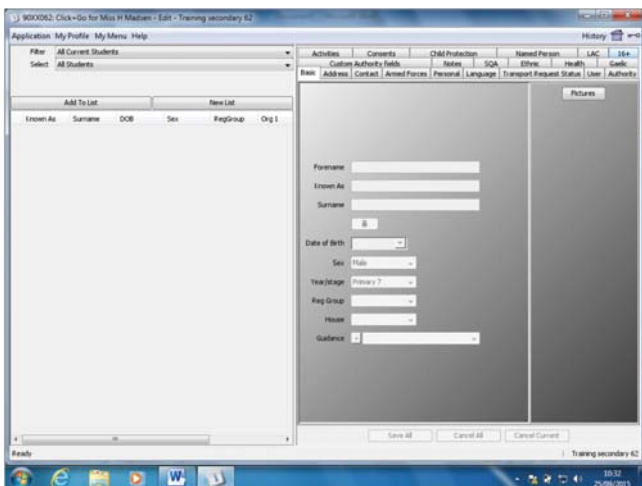 90XX062: Click+Go for Miss H Madsen - Edit - Training secondary 62
Application My Profile My Menu Help
History
Filter All Current Students
Select All Students
Add To List New List
Known As Surname DOB Sex RegGroup Org 1
Activities Consents Child Protection Named Person LAC 16+
Custom Authority fields Notes SQA Ethnic Health Gaelic
Basic Address Contact Armed Forces Personal Language Transport Request Status User Authority
Pictures
Forename
Known As
Surname
Date of Birth
Sex Male
Year/stage Primary 7
Reg Group
House
Guidance
Save All Cancel All Cancel Current
Ready Training secondary 62
W
10:32
25/06/2015